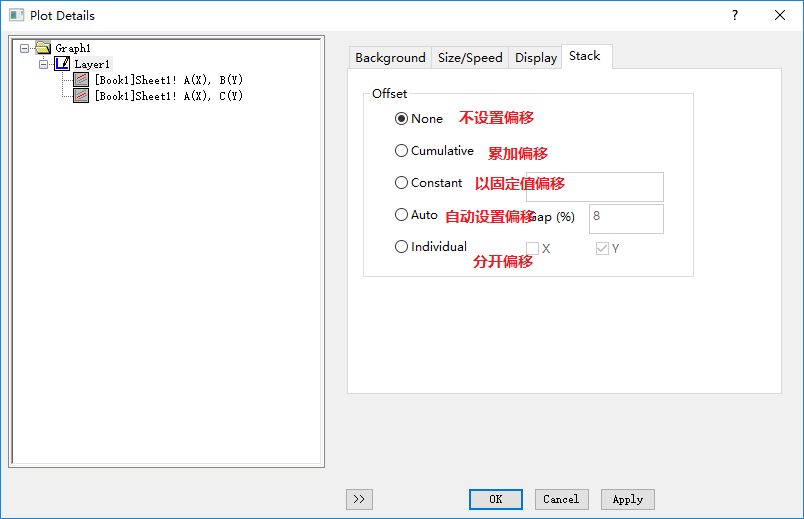 Plot Details
?
Graph1
Layer1
[Book1]Sheet1! A(X), B(Y)
[Book1]Sheet1! A(X), C(Y)
Background Size/Speed Display Stack
Offset
None 不设置偏移
Cumulative 累加偏移
Constant 以固定值偏移
Auto 自动设置偏移 Gap (%) 8
Individual X Y
分开偏移
>> OK Cancel Apply